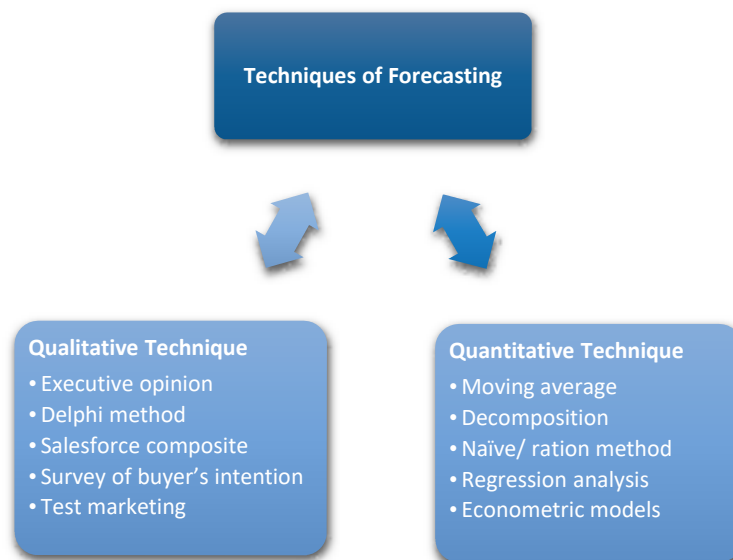 Techniques of Forecasting
Qualitative Technique
• Executive opinion
• Delphi method
• Salesforce composite
• Survey of buyer’s intention
• Test marketing
Quantitative Technique
• Moving average
• Decomposition
• Naïve/ ration method
• Regression analysis
• Econometric models